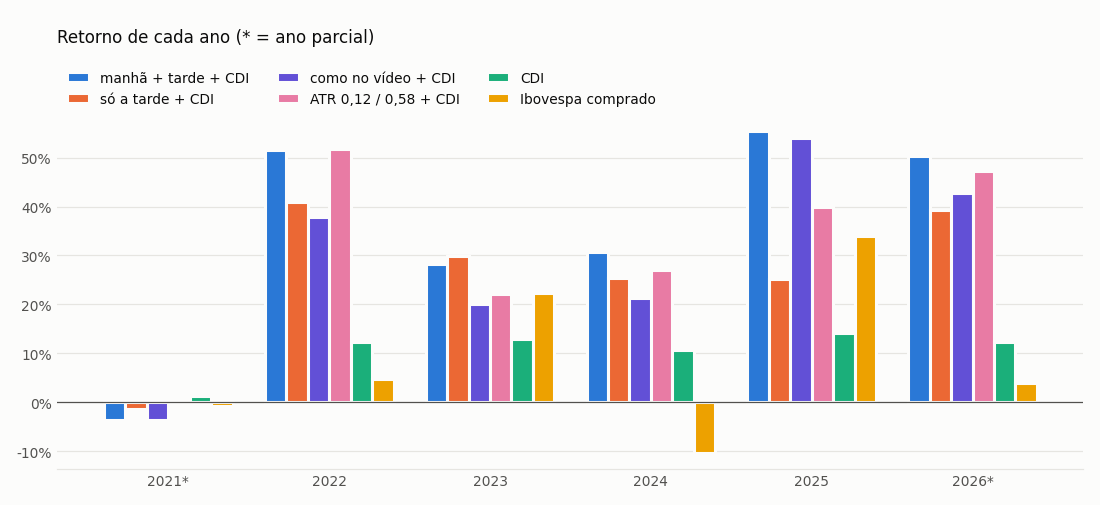 Retorno de cada ano (* = ano parcial)
manhã + tarde + CDI
só a tarde + CDI
como no vídeo + CDI
ATR 0,12 / 0,58 + CDI
CDI
Ibovespa comprado
50%
40%
30%
20%
10%
0%
-10%
2021*
2022
2023
2024
2025
2026*